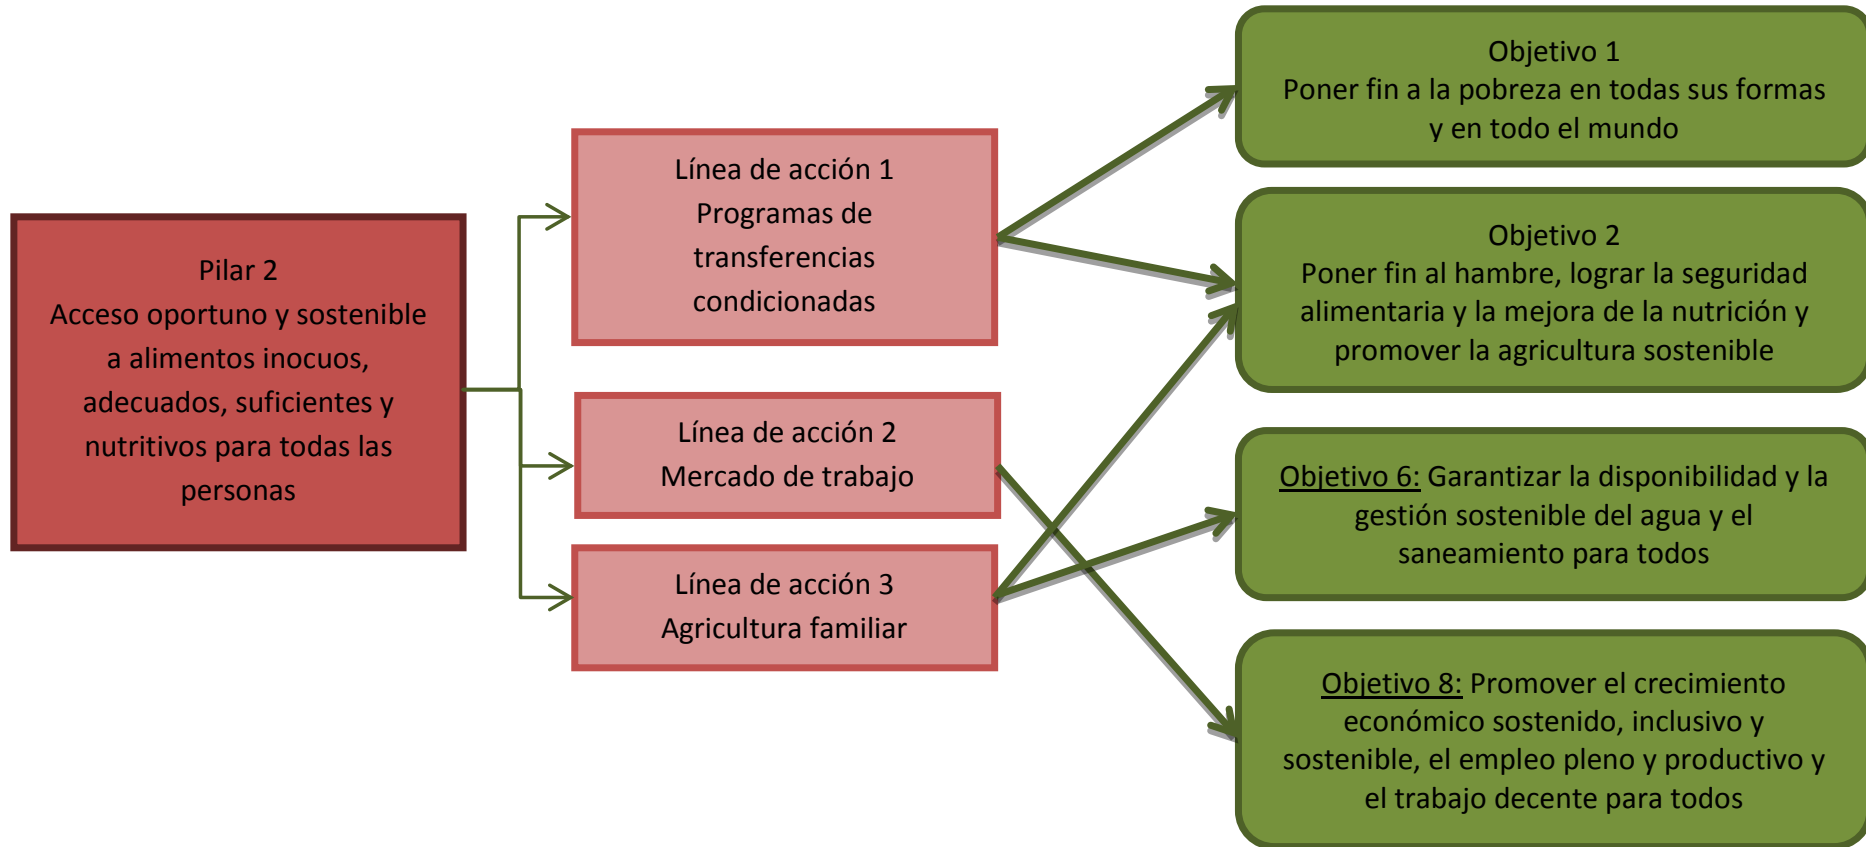 Pilar 2
Acceso oportuno y sostenible
a alimentos inocuos,
adecuados, suficientes y
nutritivos para todas las
personas
Línea de acción 1
Programas de
transferencias
condicionadas
Línea de acción 2
Mercado de trabajo
Línea de acción 3
Agricultura familiar
Objetivo 1
Poner fin a la pobreza en todas sus formas
y en todo el mundo
Objetivo 2
Poner fin al hambre, lograr la seguridad
alimentaria y la mejora de la nutrición y
promover la agricultura sostenible
Objetivo 6: Garantizar la disponibilidad y la
gestión sostenible del agua y el
saneamiento para todos
Objetivo 8: Promover el crecimiento
económico sostenido, inclusivo y
sostenible, el empleo pleno y productivo y
el trabajo decente para todos